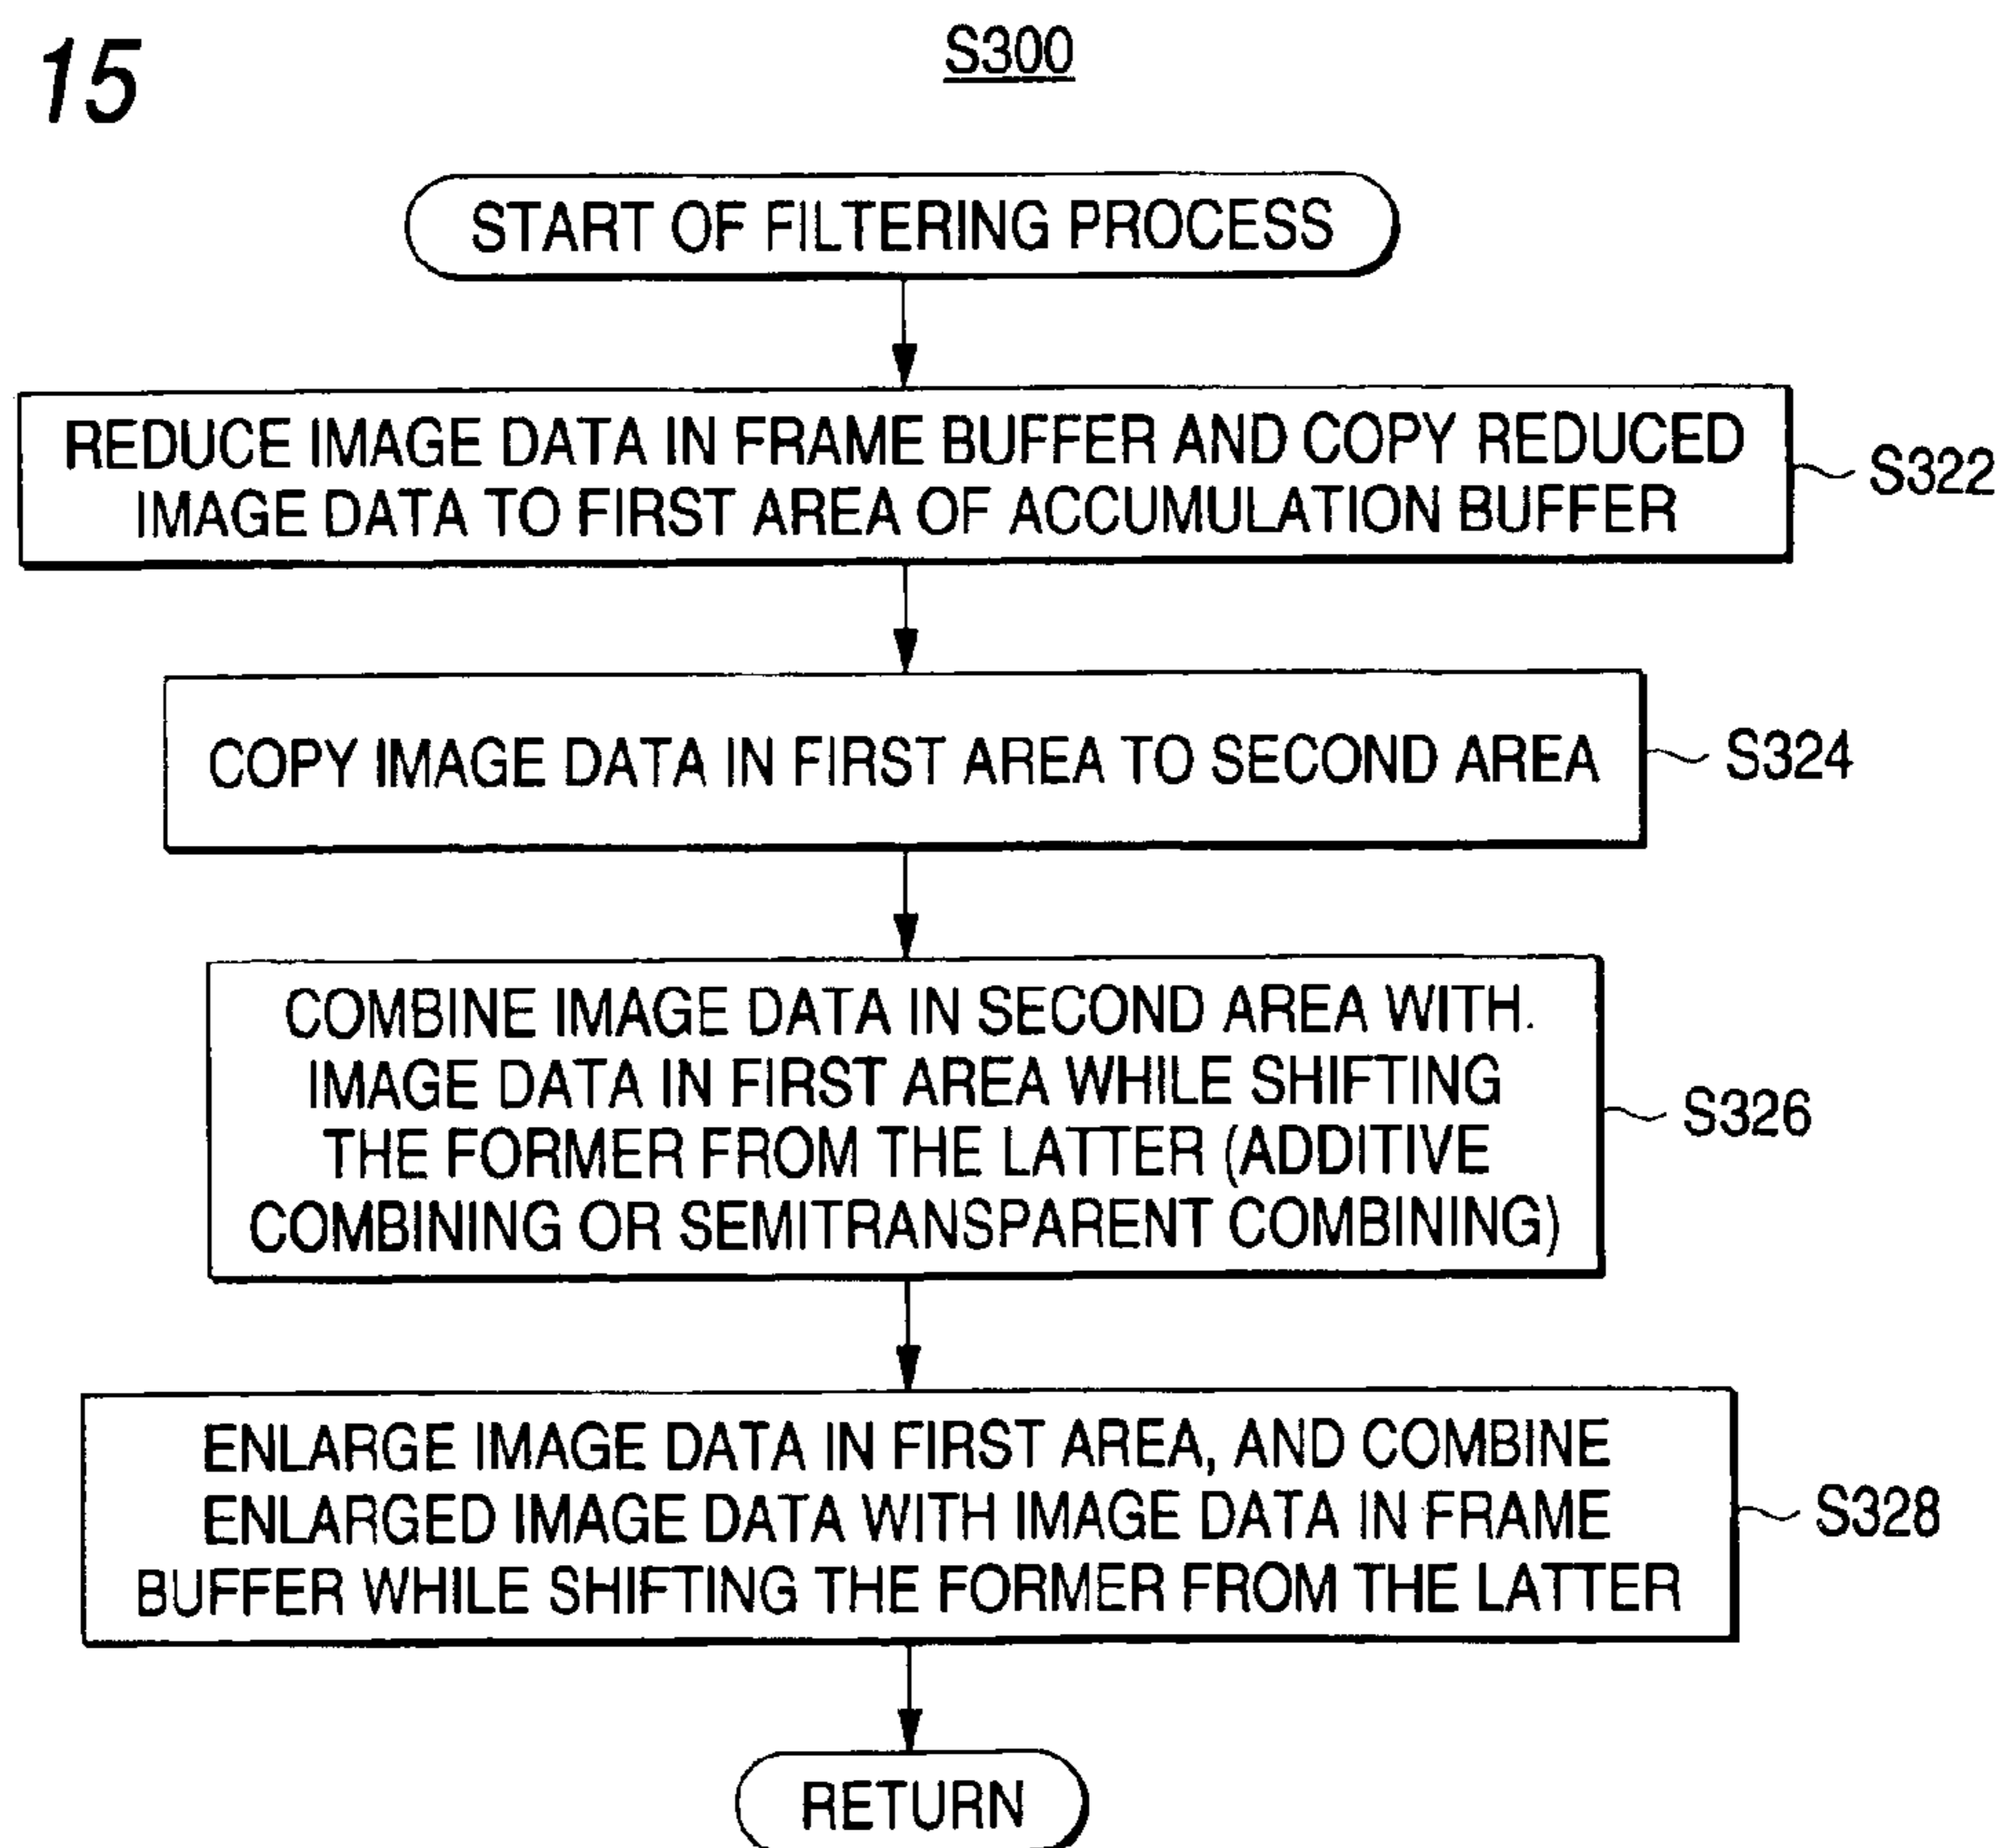 15
S300
START OF FILTERING PROCESS
REDUCE IMAGE DATA IN FRAME BUFFER AND COPY REDUCED
IMAGE DATA TO FIRST AREA OF ACCUMULATION BUFFER
S322
COPY IMAGE DATA IN FIRST AREA TO SECOND AREA
S324
COMBINE IMAGE DATA IN SECOND AREA WITH.
IMAGE DATA IN FIRST AREA WHILE SHIFTING
THE FORMER FROM THE LATTER (ADDITIVE
COMBINING OR SEMITRANSPARENT COMBINING)
S326
ENLARGE IMAGE DATA IN FIRST AREA, AND COMBINE
ENLARGED IMAGE DATA WITH IMAGE DATA IN FRAME
BUFFER WHILE SHIFTING THE FORMER FROM THE LATTER
S328
RETURN